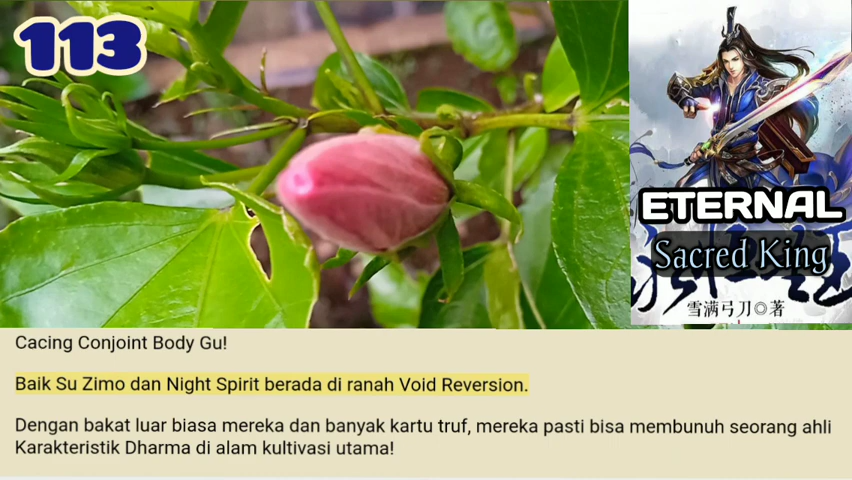 113
ETERNAL
Sacred King
雪满弓刀◎著
Cacing Conjoint Body Gu!
Baik Su Zimo dan Night Spirit berada di ranah Void Reversion.
Dengan bakat luar biasa mereka dan banyak kartu truf, mereka pasti bisa membunuh seorang ahli
Karakteristik Dharma di alam kultivasi utama!